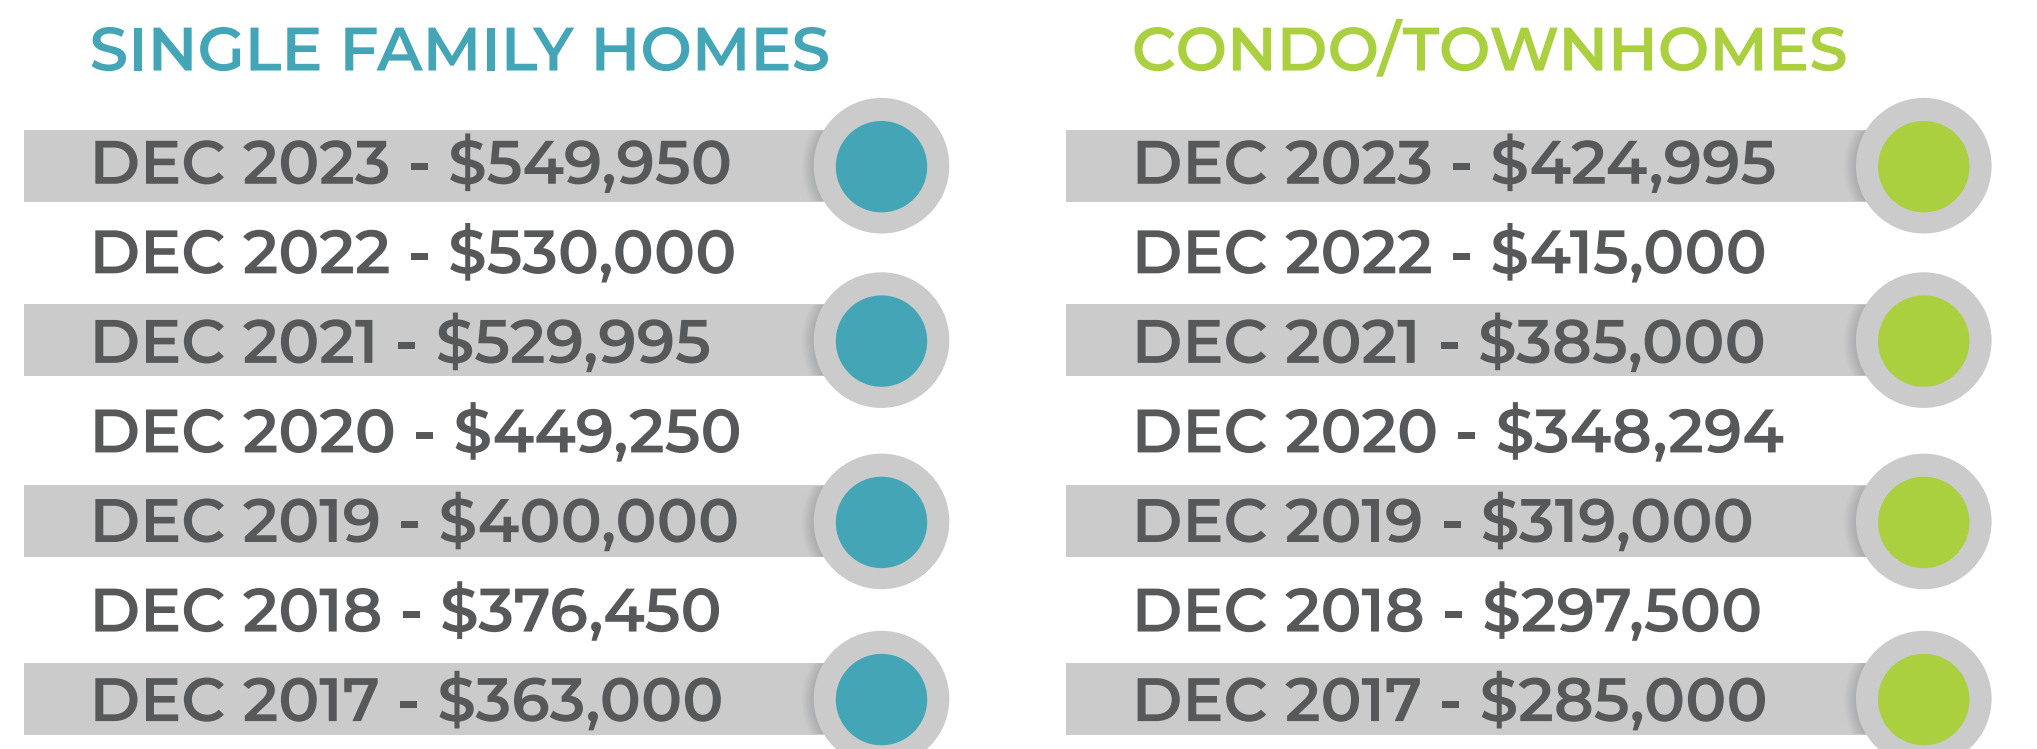 SINGLE FAMILY HOMES
DEC 2023 - $549,950
DEC 2022 - $530,000
DEC 2021 - $529,995
DEC 2020 - $449,250
DEC 2019 - $400,000
DEC 2018 - $376,450
DEC 2017 - $363,000
CONDO/TOWNHOMES
DEC 2023 - $424,995
DEC 2022 - $415,000
DEC 2021 - $385,000
DEC 2020 - $348,294
DEC 2019 - $319,000
DEC 2018 - $297,500
DEC 2017 - $285,000